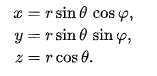 x = r sin θ cos φ,
y = r sin θ sin φ,
z = r cos θ.